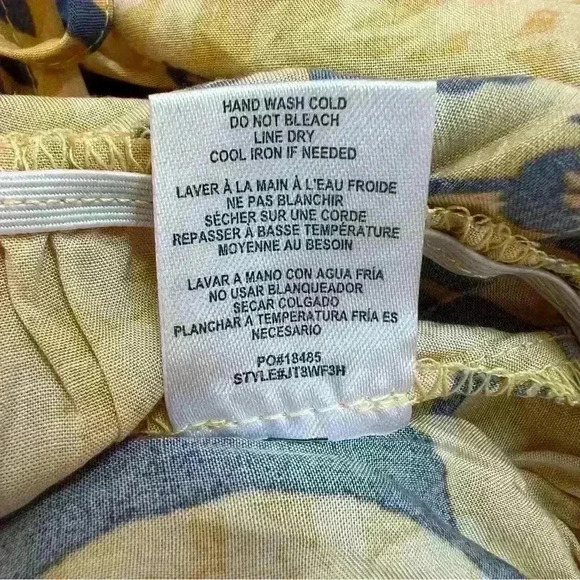 HAND WASH COLD
DO NOT BLEACH
LINE DRY
COOL IRON IF NEEDED
LAVER À LA MAIN À L'EAU FROIDE
NE PAS BLANCHIR
SÉCHER SUR UNE CORDE
REPASSER À BASSE TEMPÉRATURE
MOYENNE AU BESOIN
LAVAR A MANO CON AGUA FRÍA
NO USAR BLANQUEADOR
SECAR COLGADO
PLANCHAR A TEMPERATURA FRÍA ES
NECESARIO
PO#18485
STYLE#JT8WF3H